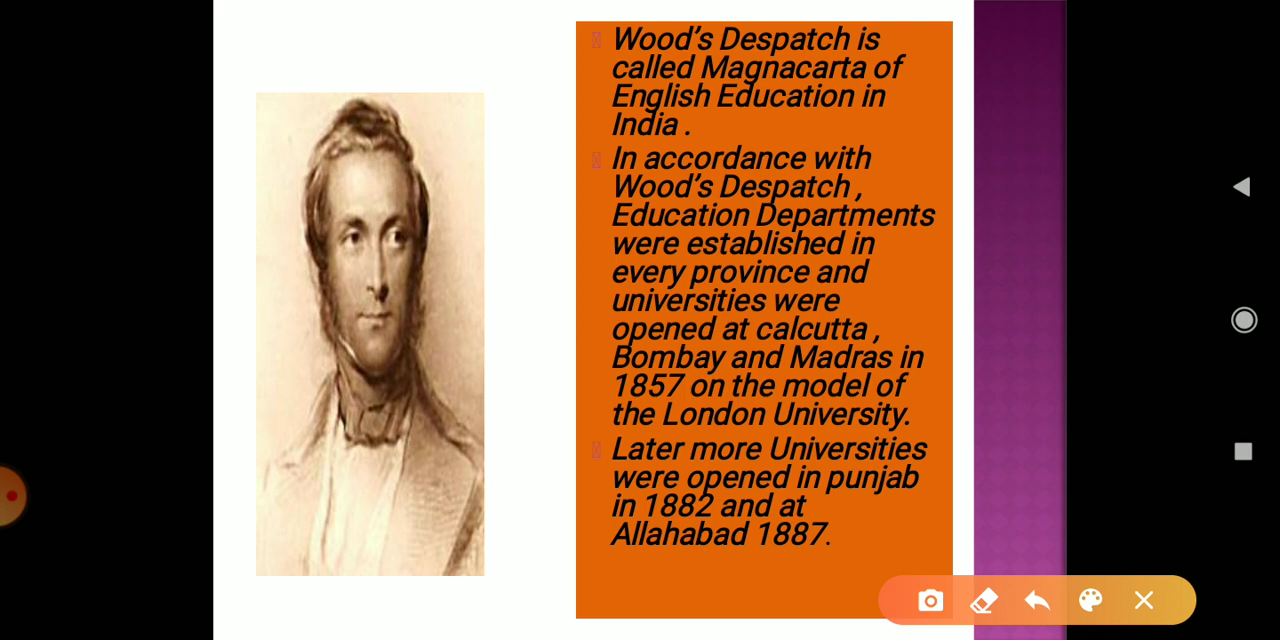 Wood's Despatch is
called Magnacarta of
English Education in
India .
In accordance with
Wood's Despatch ,
Education Departments
were established in
every province and
universities were
opened at calcutta ,
Bombay and Madras in
1857 on the model of
the London University.
Later more Universities
were opened in punjab
in 1882 and at
Allahabad 1887.